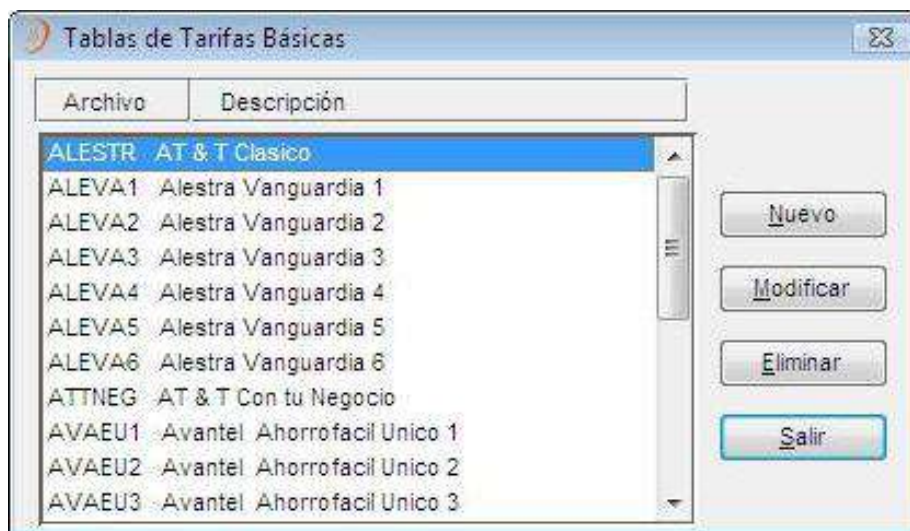 Tablas de Tarifas Básicas
Archivo Descripción
ALESTR AT & T Clasico
ALEVA1 Alestra Vanguardia 1
ALEVA2 Alestra Vanguardia 2
ALEVA3 Alestra Vanguardia 3
ALEVA4 Alestra Vanguardia 4
ALEVA5 Alestra Vanguardia 5
ALEVA6 Alestra Vanguardia 6
ATTNEG AT & T Con tu Negocio
AVAEU1 Avantel Ahorrofacil Unico 1
AVAEU2 Avantel Ahorrofacil Unico 2
AVAEU3 Avantel Ahorrofacil Unico 3
Nuevo
Modificar
Eliminar
Salir